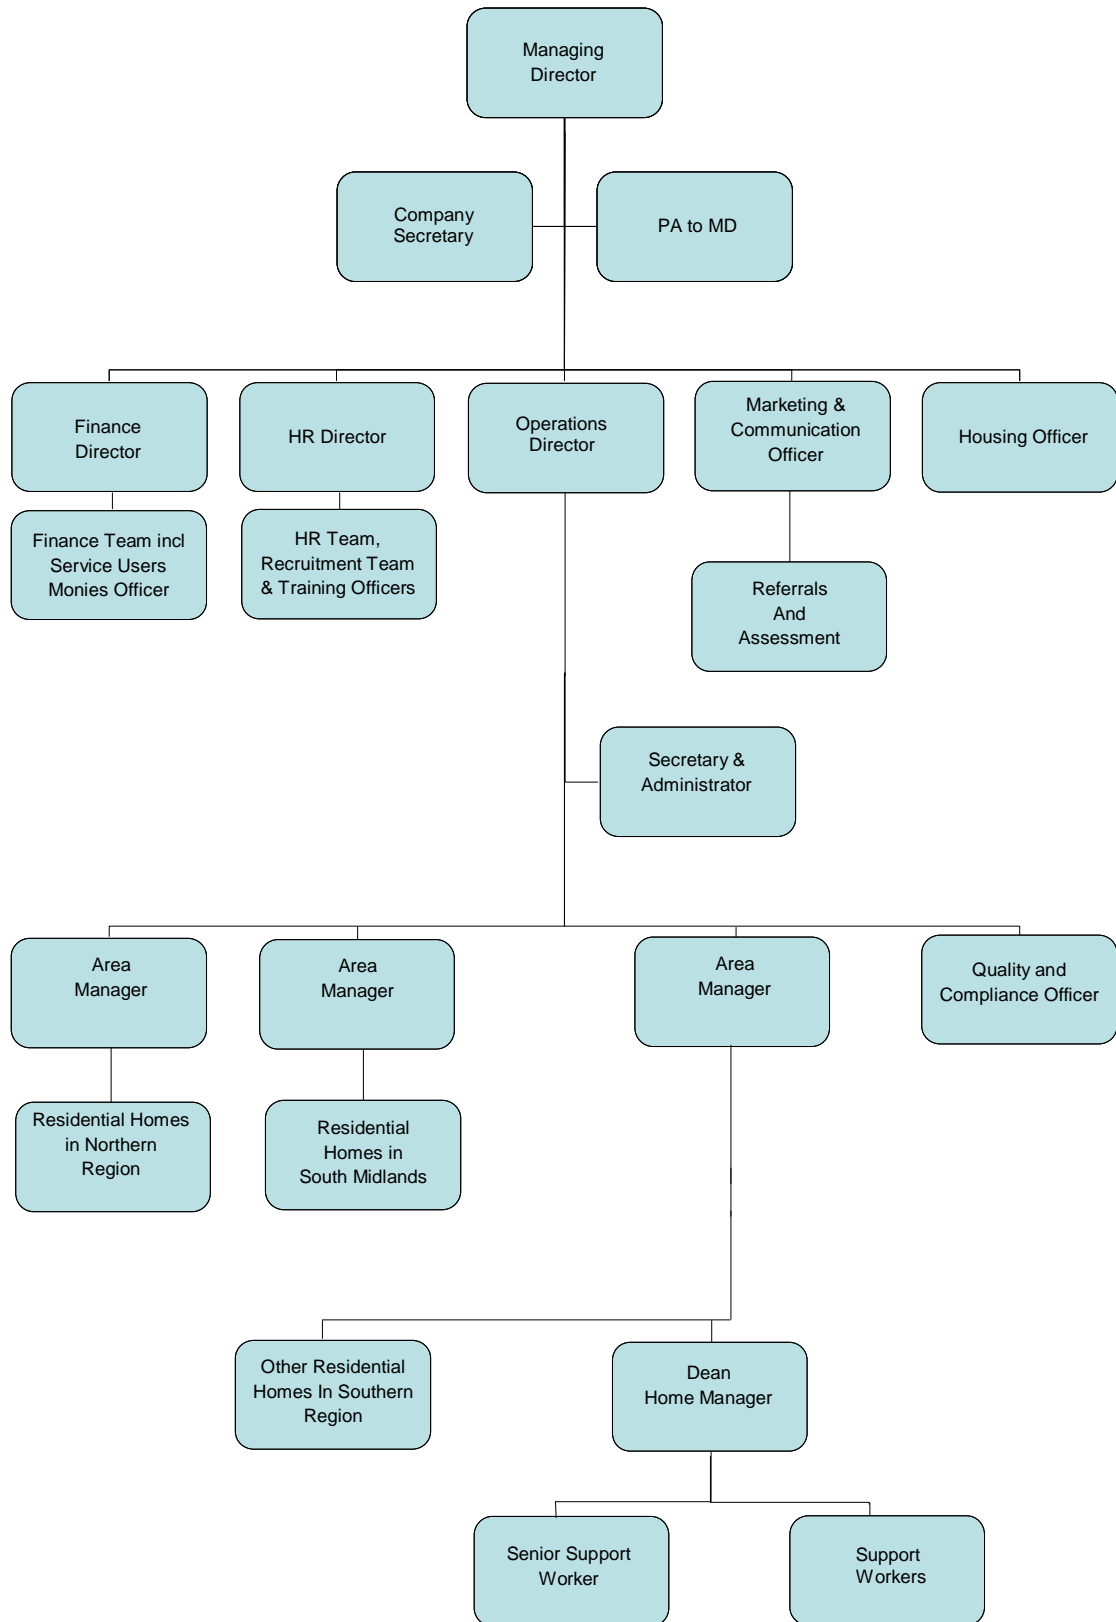 Managing
Director
Company
Secretary
PA to MD
Finance
Director
HR Director
Operations
Director
Marketing &
Communication
Officer
Housing Officer
Finance Team incl
Service Users
Monies Officer
HR Team,
Recruitment Team
& Training Officers
Referrals
And
Assessment
Secretary &
Administrator
Area
Manager
Area
Manager
Area
Manager
Quality and
Compliance Officer
Residential Homes
in Northern
Region
Residential
Homes in
South Midlands
Other Residential
Homes In Southern
Region
Dean
Home Manager
Senior Support
Worker
Support
Workers